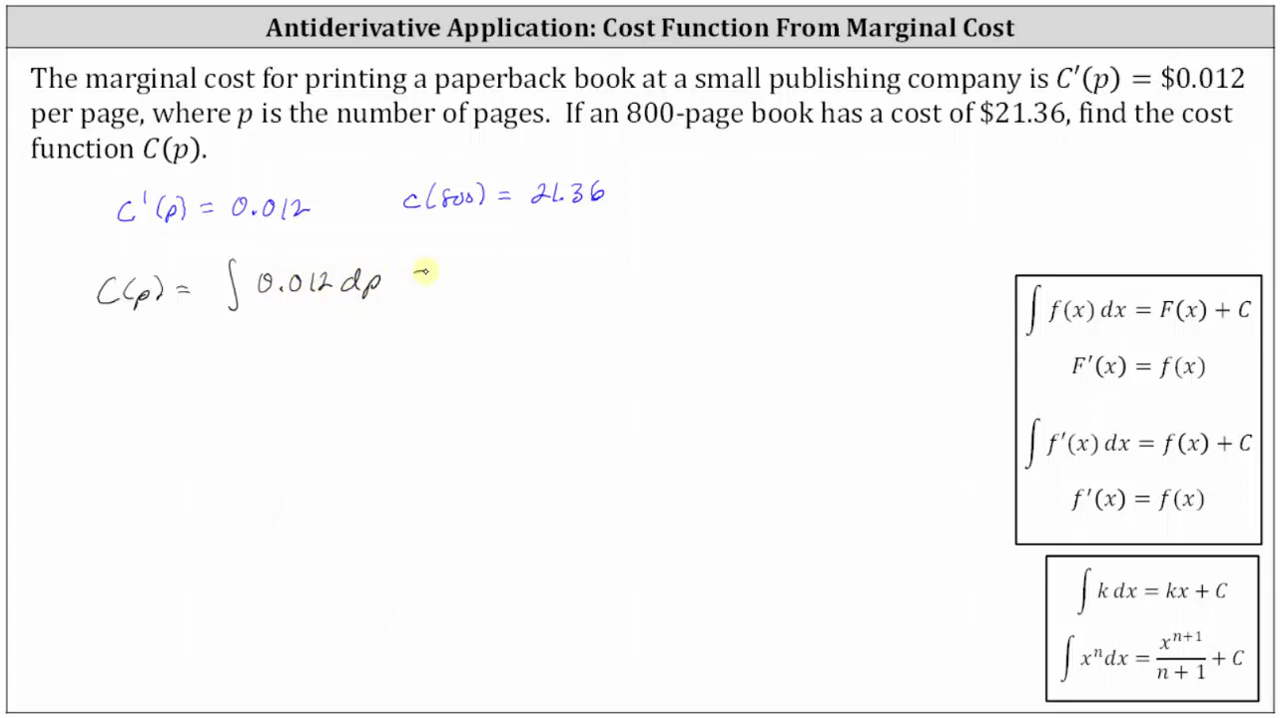 Antiderivative Application: Cost Function From Marginal Cost
The marginal cost for printing a paperback book at a small publishing company is C′(p) = $0.012
per page, where p is the number of pages. If an 800-page book has a cost of $21.36, find the cost
function C(p).
C'(p) = 0.012
C(800) = 21.36
C(p) = ∫ 0.012 dp
∫ f(x) dx = F(x) + C
F′(x) = f(x)
∫ f′(x) dx = f(x) + C
f′(x) = f(x)
∫ k dx = kx + C
∫ xⁿdx = xⁿ⁺¹/(n + 1) + C